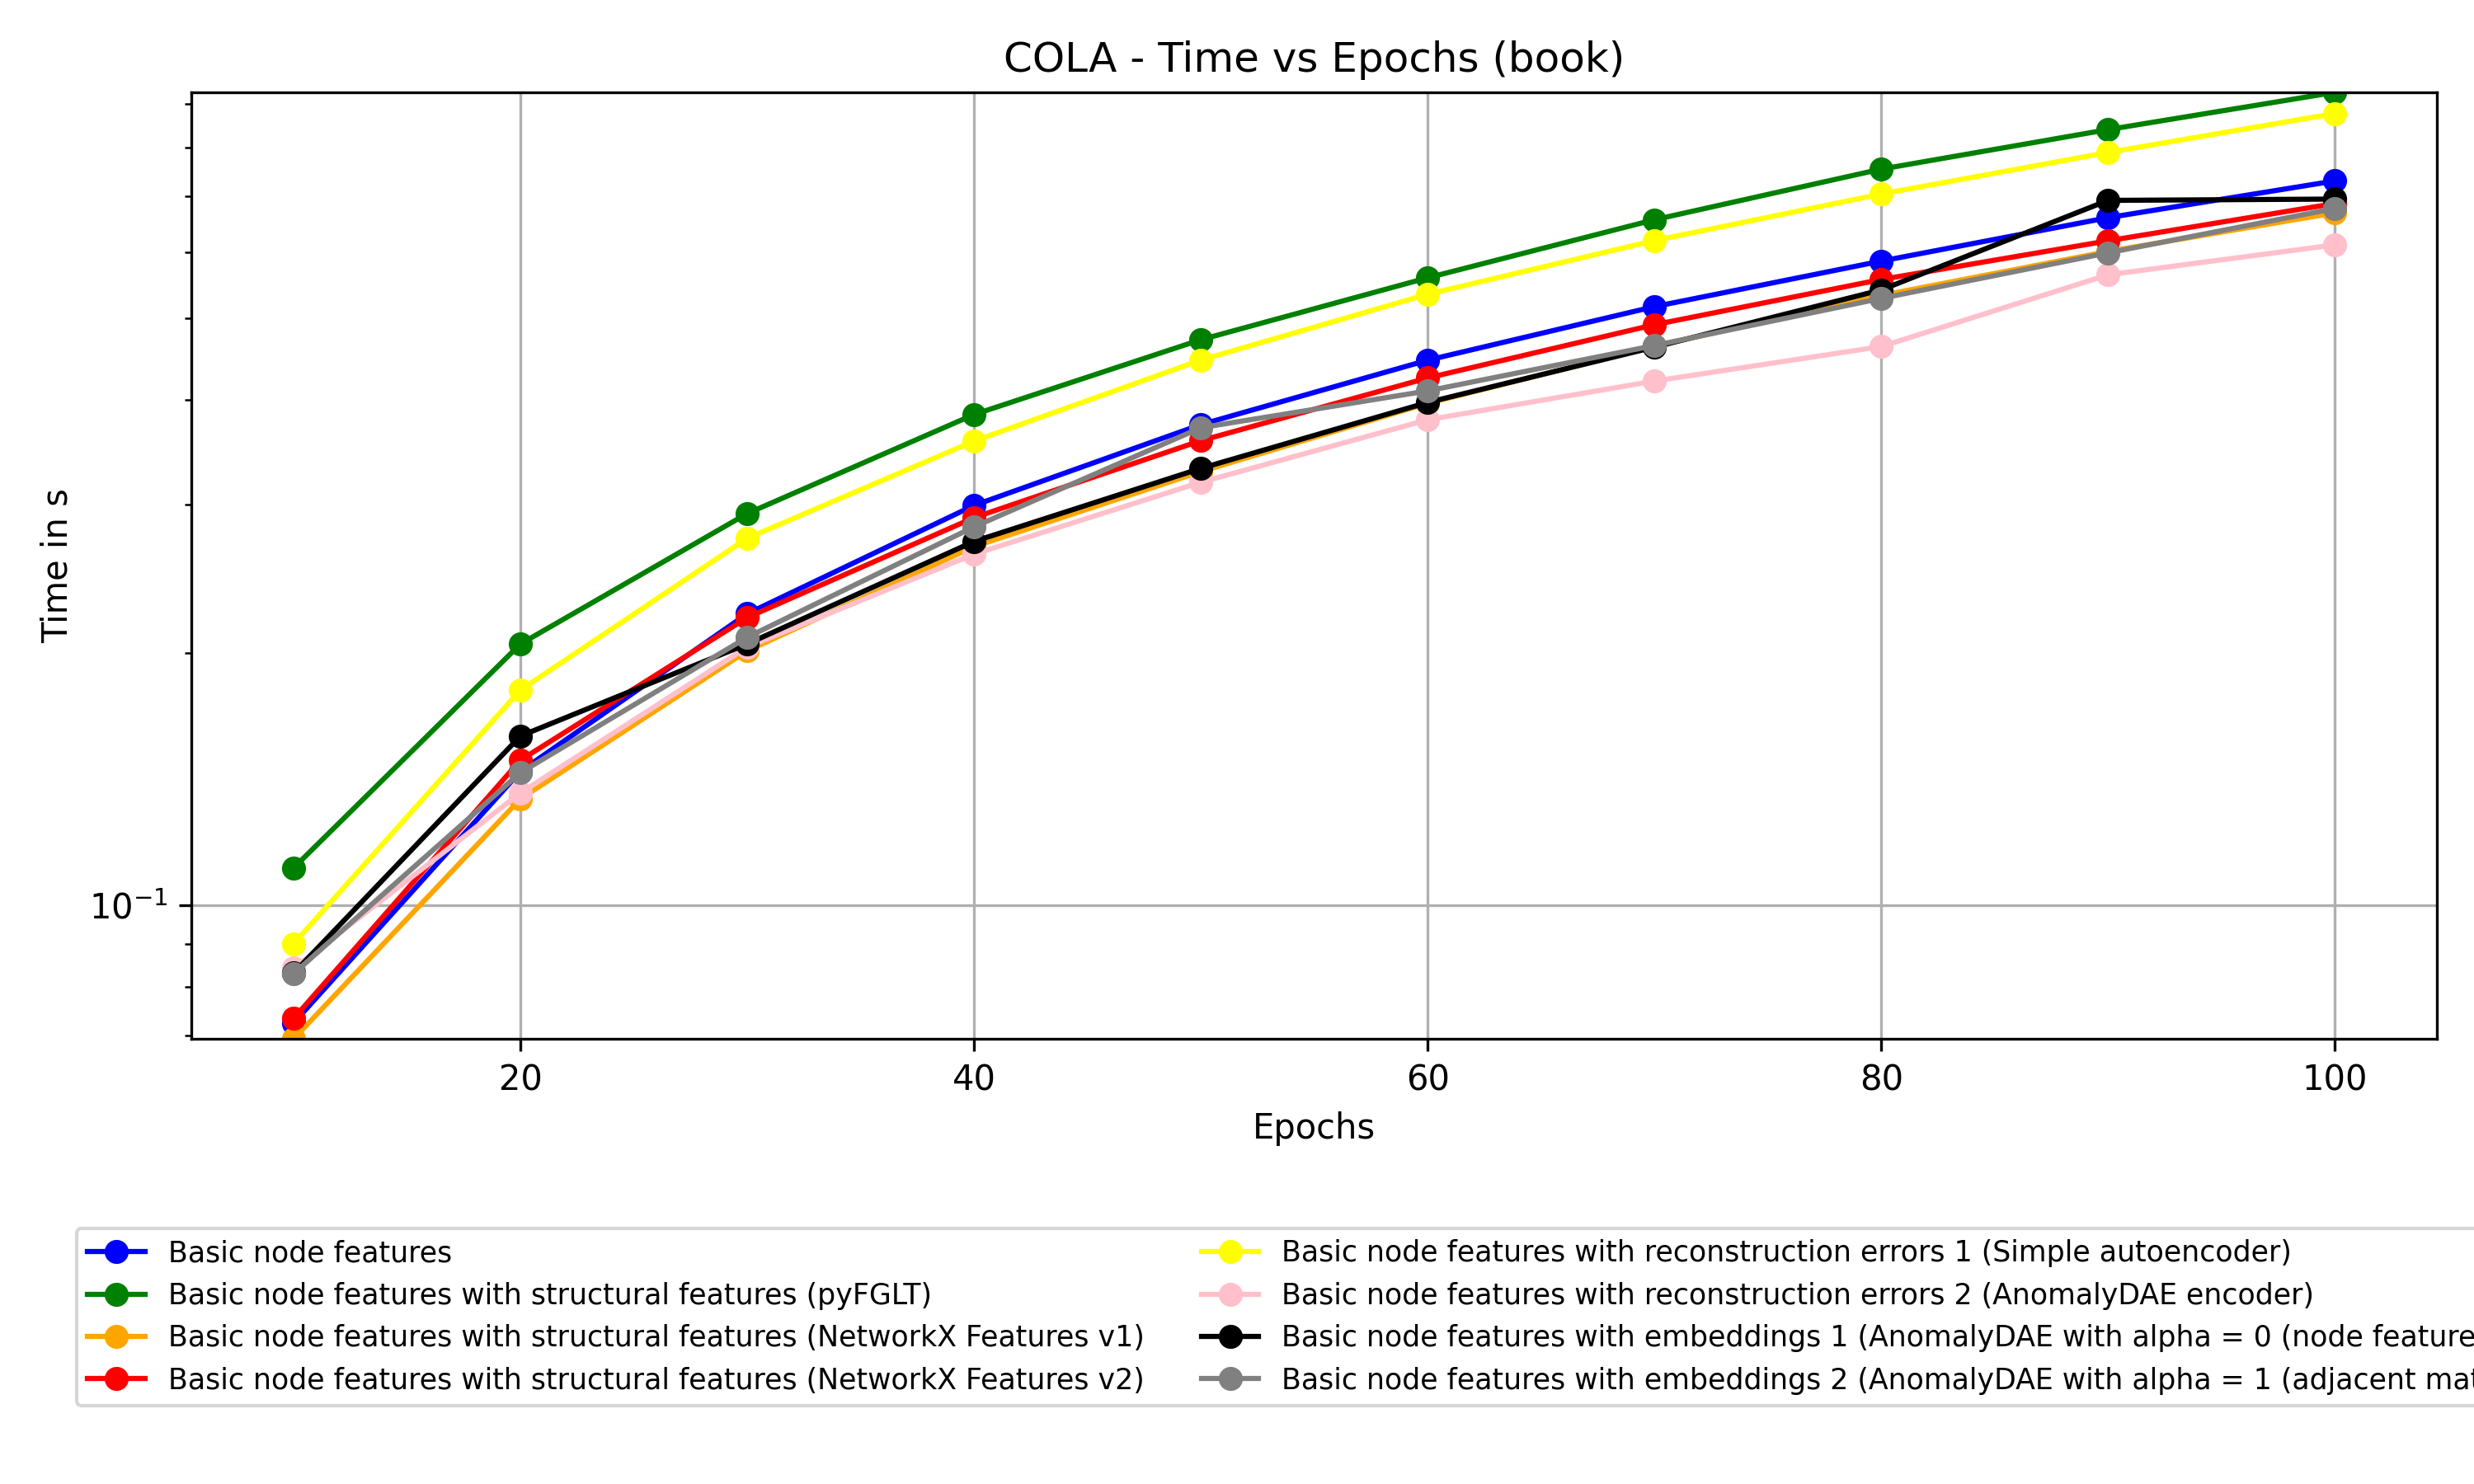 COLA - Time vs Epochs (book)
Time in s
10⁻¹
20 40 60 80 100
Epochs
Basic node features
Basic node features with structural features (pyFGLT)
Basic node features with structural features (NetworkX Features v1)
Basic node features with structural features (NetworkX Features v2)
Basic node features with reconstruction errors 1 (Simple autoencoder)
Basic node features with reconstruction errors 2 (AnomalyDAE encoder)
Basic node features with embeddings 1 (AnomalyDAE with alpha = 0 (node feature
Basic node features with embeddings 2 (AnomalyDAE with alpha = 1 (adjacent mat